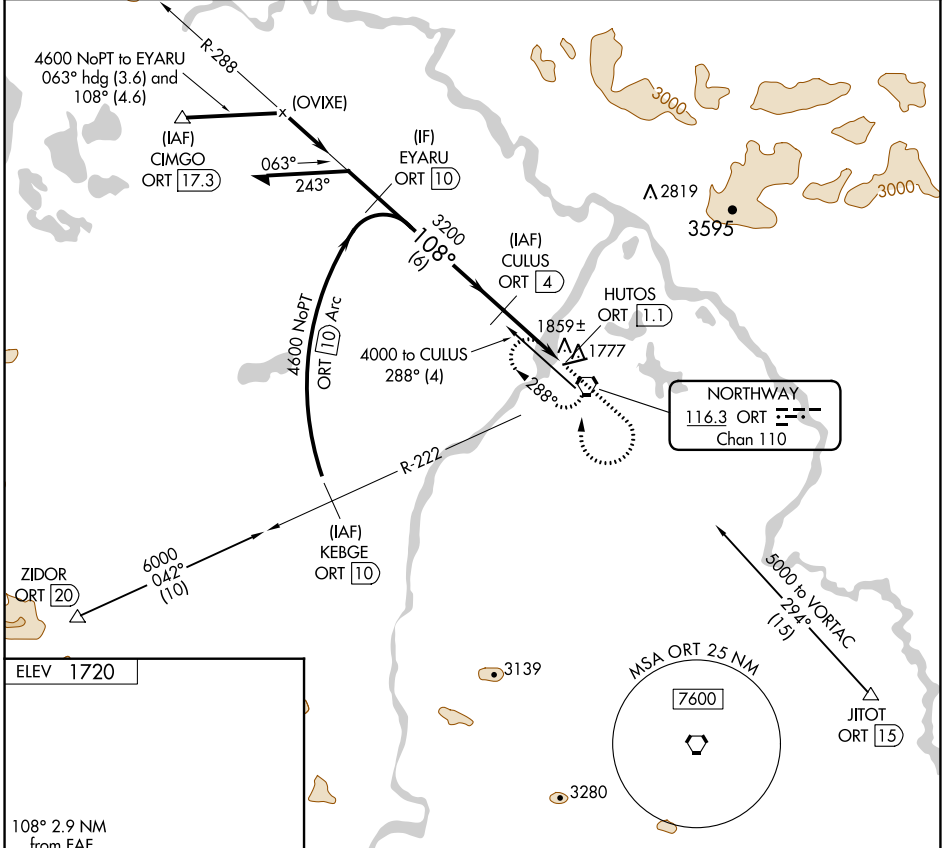 R-288
4600 NoPT to EYARU
063° hdg (3.6) and
108° (4.6)
(OVIXE)
(IAF)
CIMGO
ORT 17.3
063°
243°
(IF)
EYARU
ORT 10
3000
3000
2819
3595
3200
108°
(6)
(IAF)
CULUS
ORT 4
HUTOS
ORT 1.1
1859±
1777
4600 NoPT
ORT 10 Arc
4000 to CULUS
288° (4)
288°
NORTHWAY
116.3 ORT
Chan 110
R-222
(IAF)
KEBGE
ORT 10
6000
042°
(10)
ZIDOR
ORT 20
5000 to VORTAC
294°
(15)
JITOT
ORT 15
ELEV 1720
3139
MSA ORT 25 NM
7600
3280
108° 2.9 NM
from FAF